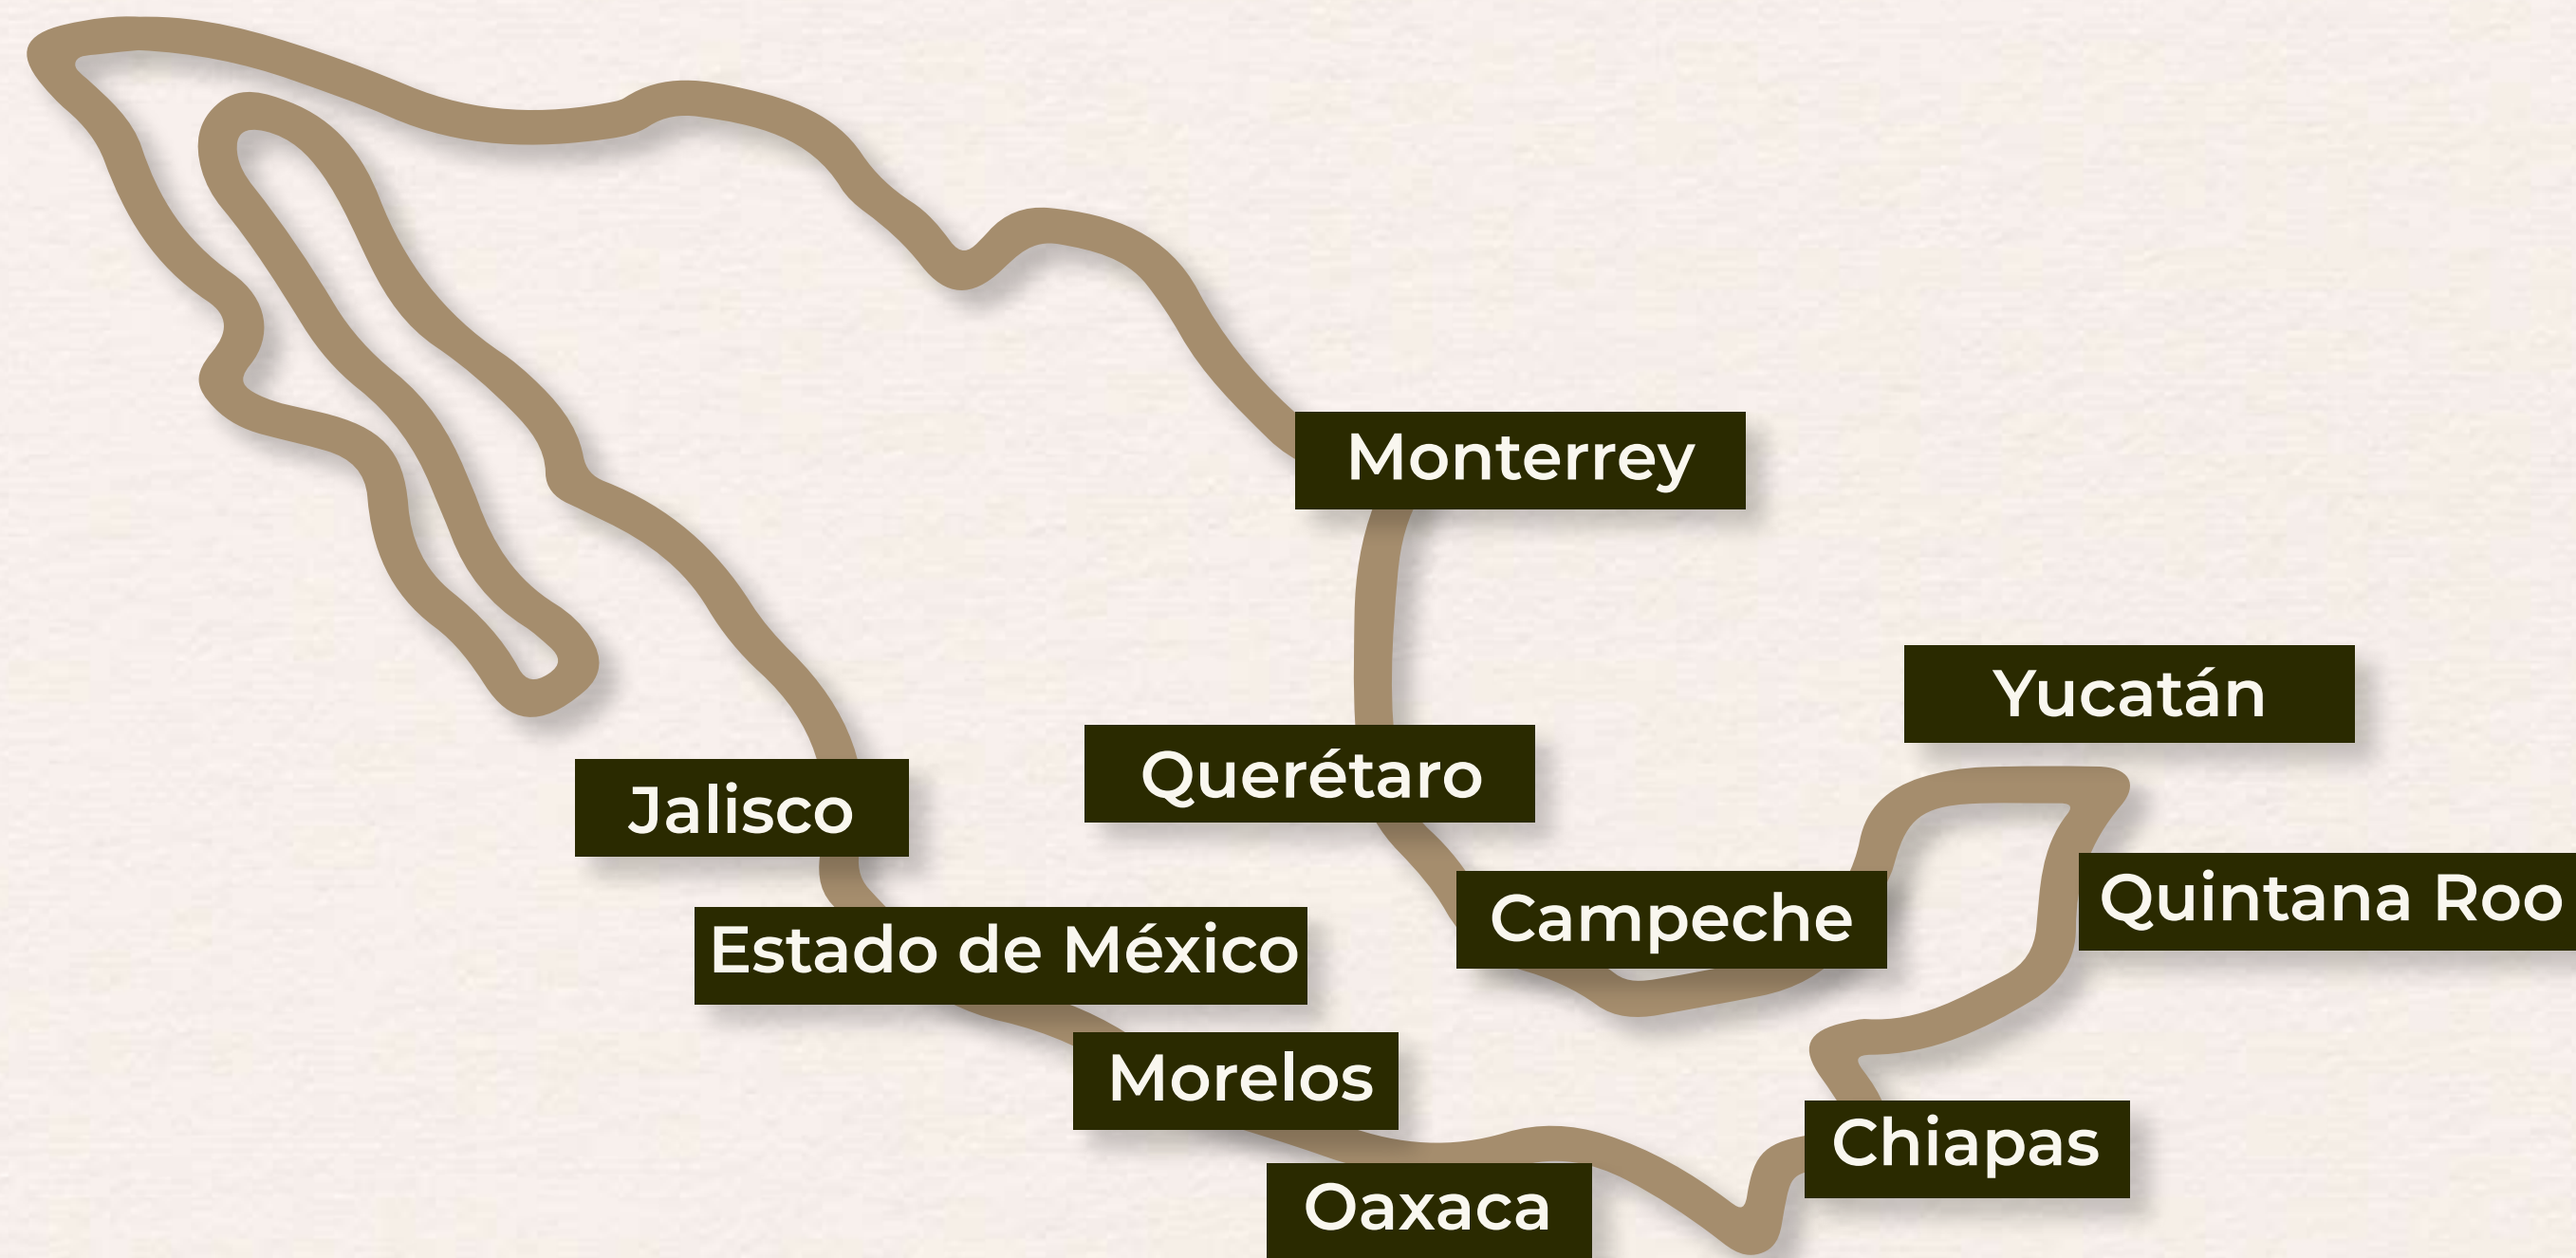 Monterrey
Yucatán
Querétaro
Jalisco
Quintana Roo
Campeche
Estado de México
Morelos
Chiapas
Oaxaca